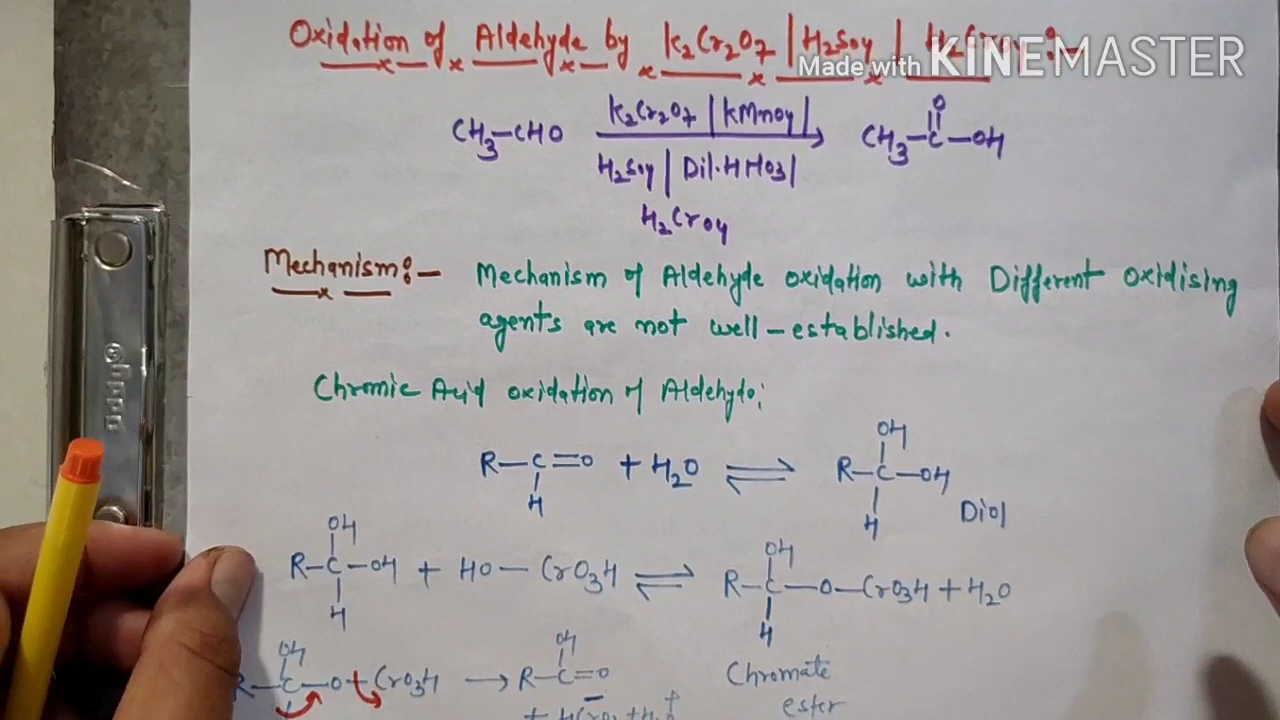 Oxidation of Aldehyde by K2Cr2O7 | H2SO4 | H2CrO4 :-
Made with KINEMASTER
CH3-CHO K2Cr2O7 | KMnO4 | CH3-C-OH
O
H2SO4 | Dil. HNO3 |
H2CrO4
Mechanism:- Mechanism of Aldehyde oxidation with Different oxidising
agents are not well-established.
Chromic Acid oxidation of Aldehyde;
R-C=O + H2O ⇌ R-C-OH
H OH H Diol
OH OH
R-C-OH + HO-CrO3H ⇌ R-C-O-CrO3H + H2O
H H
OH OH Chromate
R-C-O-CrO3H → R-C=O ester